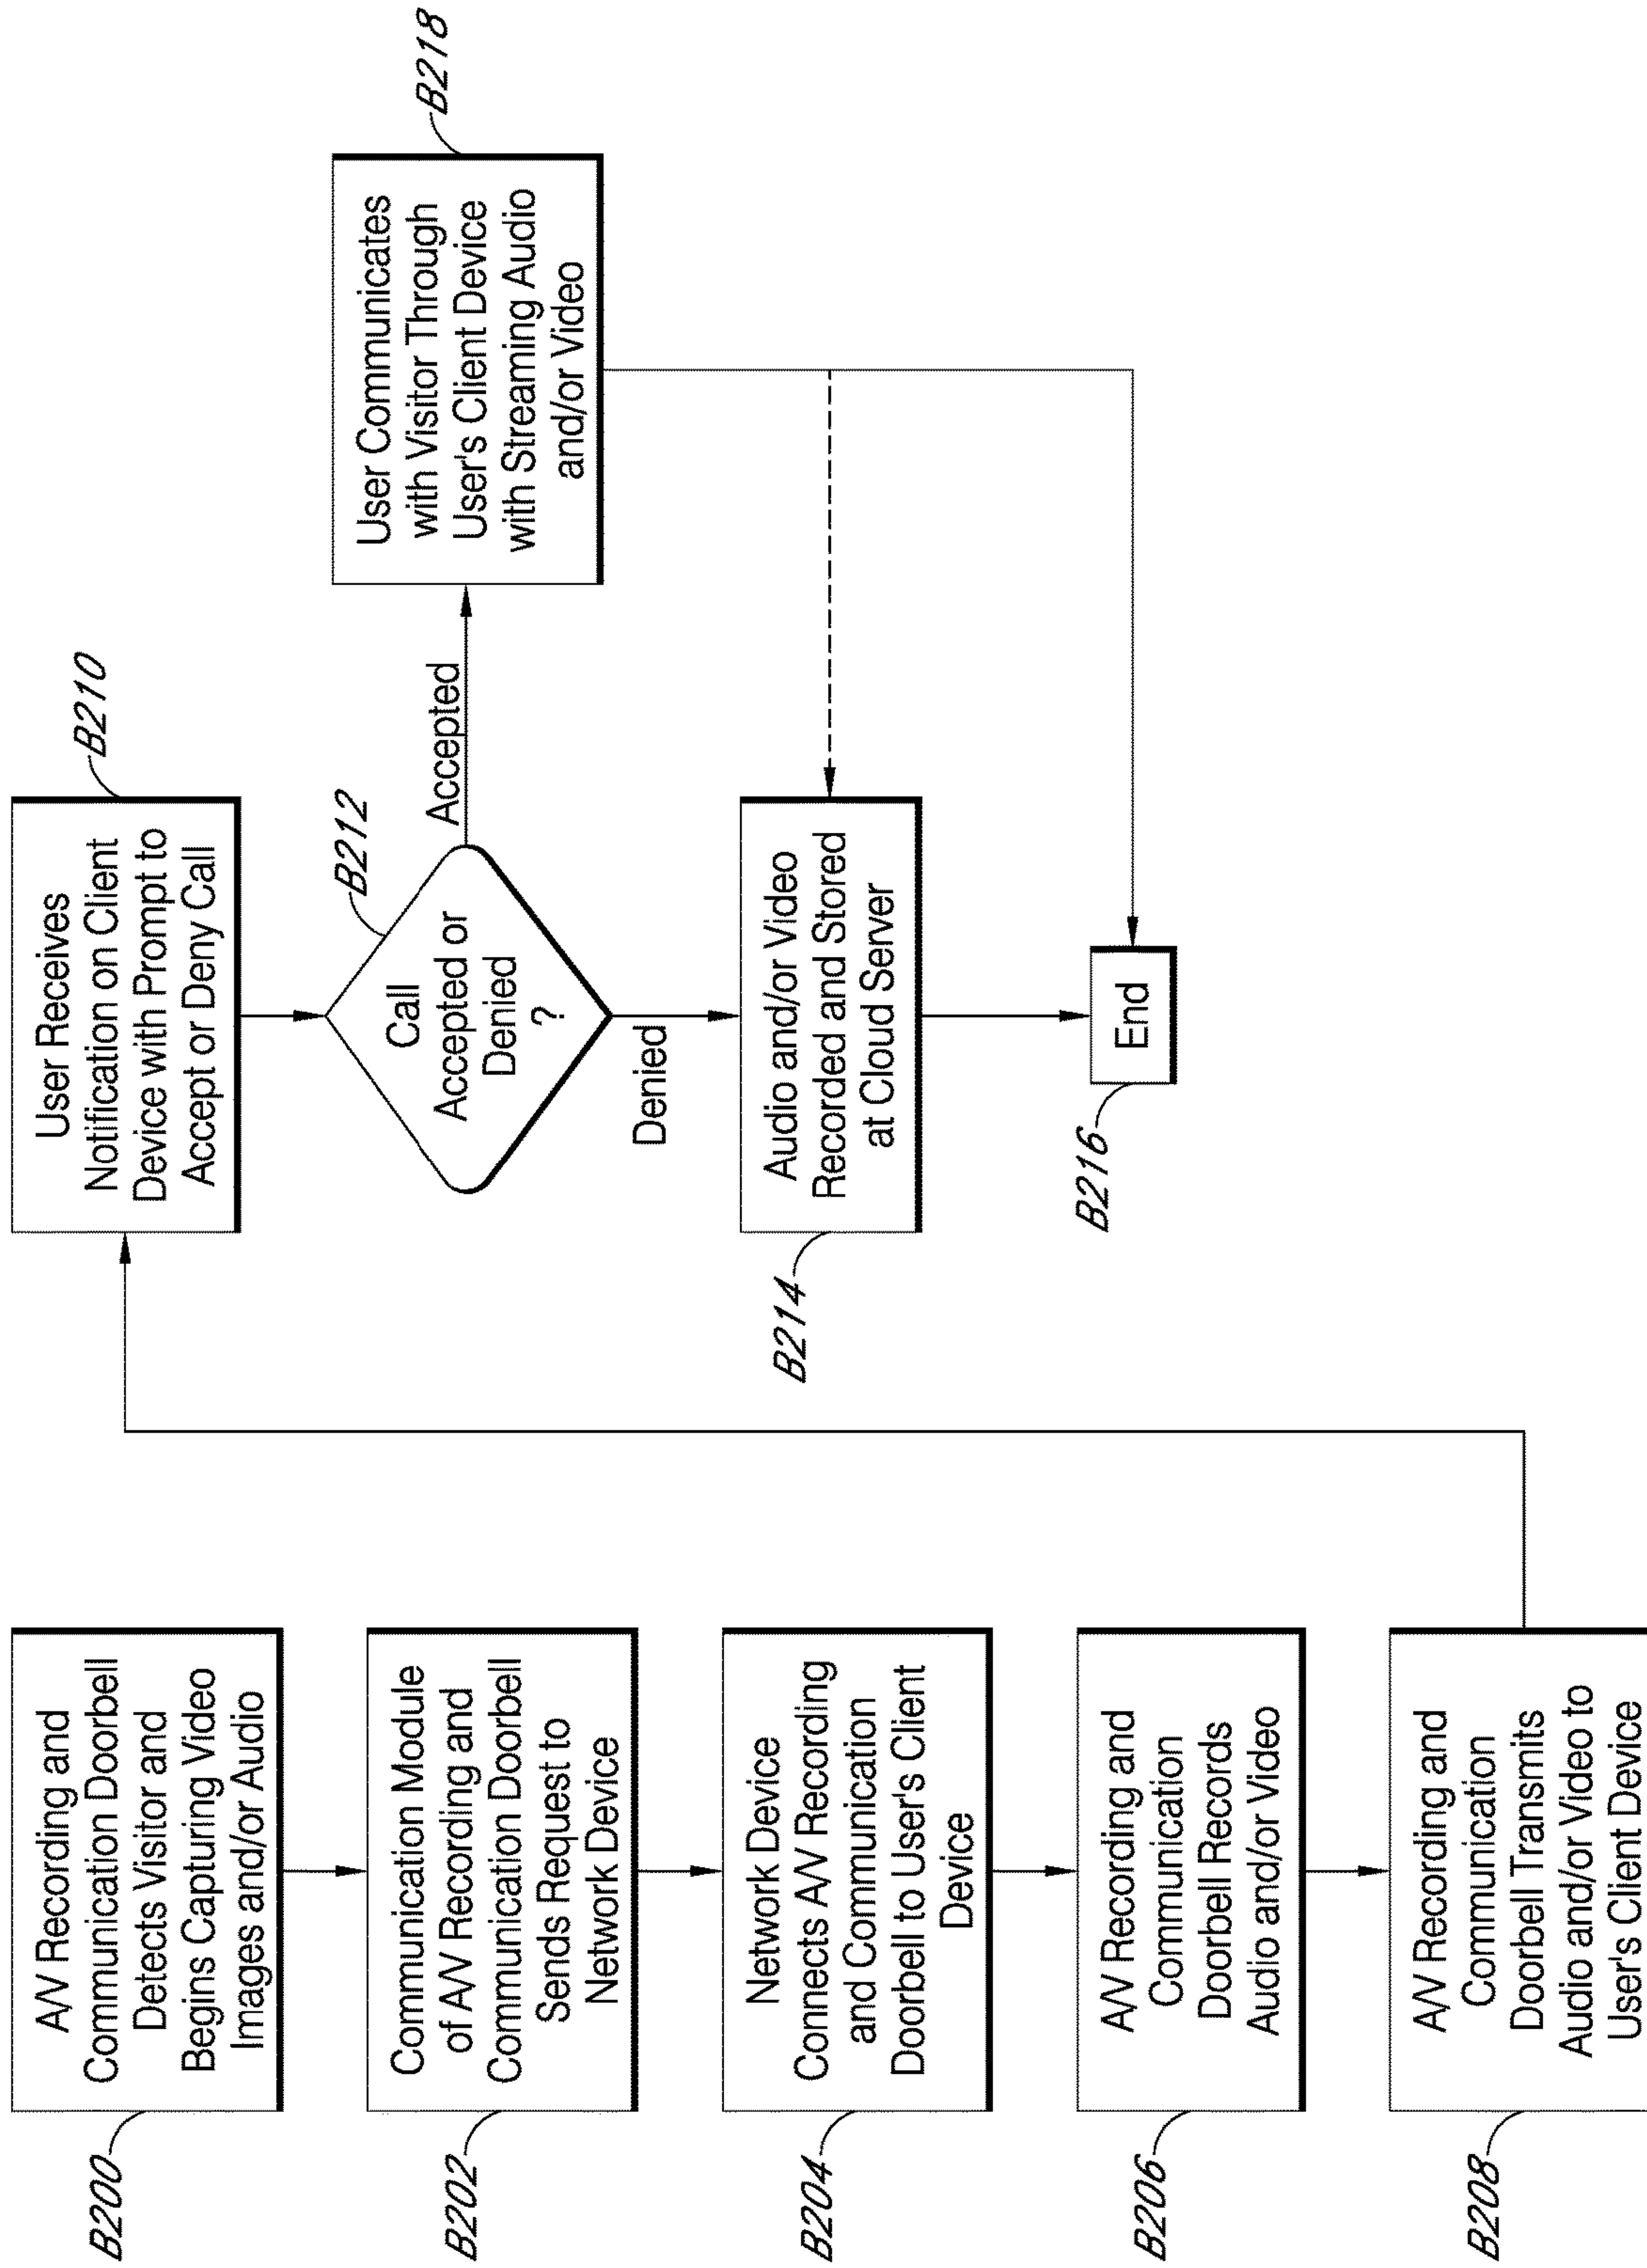 B200
A/V Recording and
Communication Doorbell
Detects Visitor and
Begins Capturing Video
Images and/or Audio
B202
Communication Module
of A/V Recording and
Communication Doorbell
Sends Request to
Network Device
B204
Network Device
Connects A/V Recording
and Communication
Doorbell to User's Client
Device
B206
A/V Recording and
Communication
Doorbell Records
Audio and/or Video
B208
A/V Recording and
Communication
Doorbell Transmits
Audio and/or Video to
User's Client Device
B210
User Receives
Notification on Client
Device with Prompt to
Accept or Deny Call
B212
Call
Accepted or
Denied
?
Accepted
Denied
B218
User Communicates
with Visitor Through
User's Client Device
with Streaming Audio
and/or Video
B214
Audio and/or Video
Recorded and Stored
at Cloud Server
B216
End